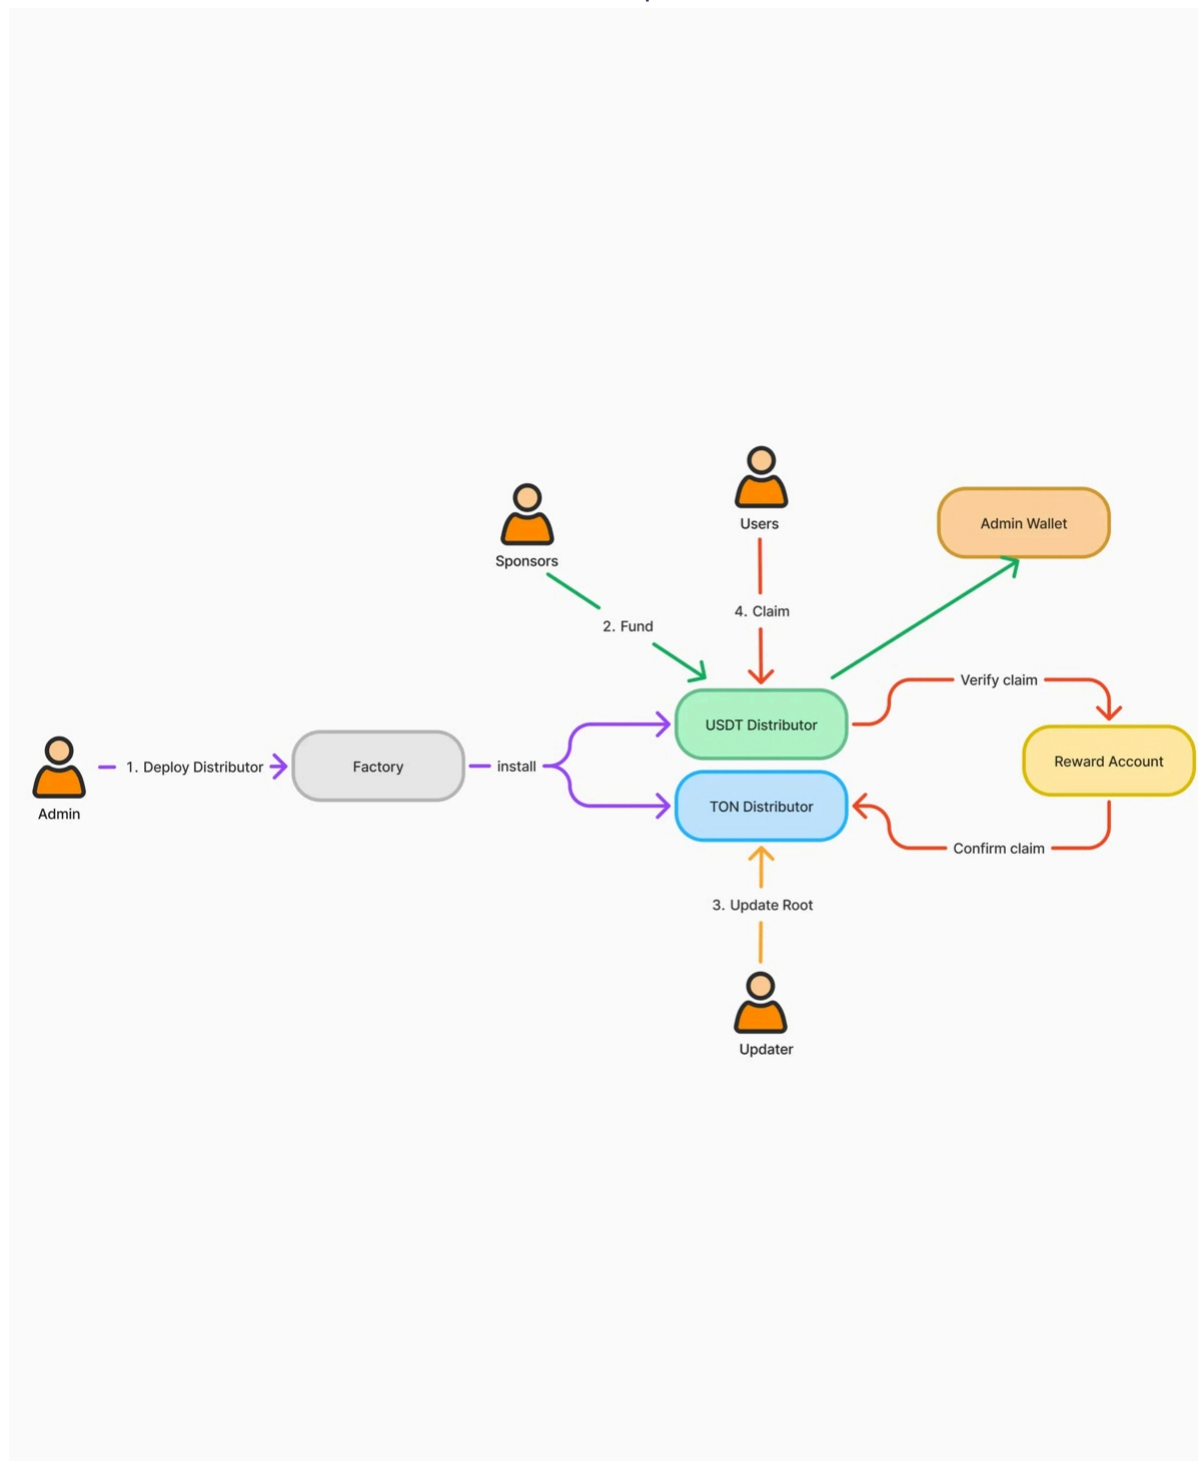 Users
Admin Wallet
Sponsors
4. Claim
2. Fund
Verify claim
USDT Distributor
Reward Account
1. Deploy Distributor
Factory
install
TON Distributor
Admin
Confirm claim
3. Update Root
Updater